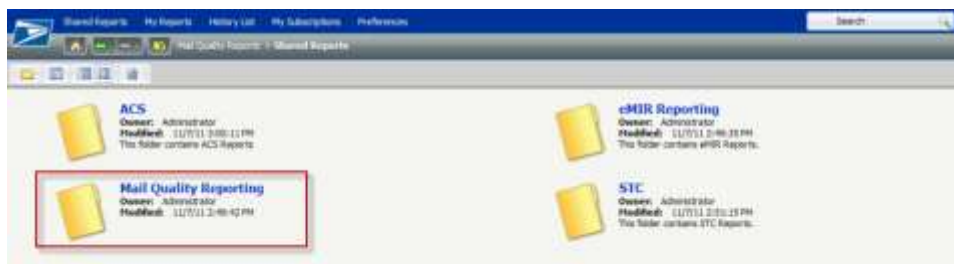 Shared Reports My Reports History List My Subscriptions Preferences Search
Mail Quality Reports > Shared Reports
ACS
Owner: Administrator
Modified: 11/7/11 3:00:11 PM
This folder contains ACS Reports
eMIR Reporting
Owner: Administrator
Modified: 11/7/11 2:46:35 PM
This folder contains eMIR Reports.
Mail Quality Reporting
Owner: Administrator
Modified: 11/7/11 2:46:42 PM
STC
Owner: Administrator
Modified: 11/7/11 2:51:15 PM
This folder contains STC Reports.